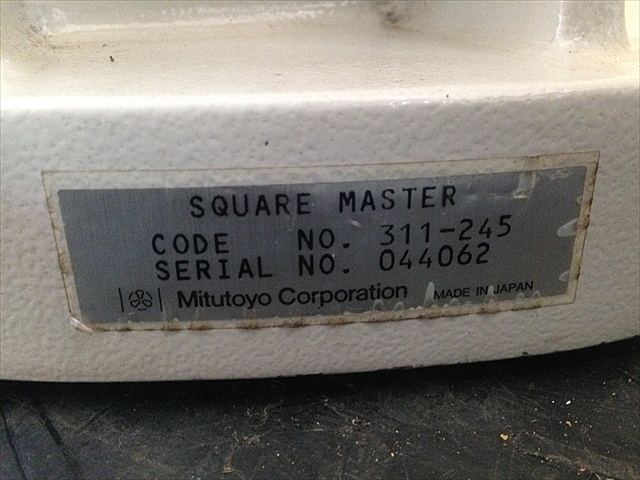 SQUARE MASTER
CODE NO. 311-245
SERIAL NO. 044062
Mitutoyo Corporation MADE IN JAPAN